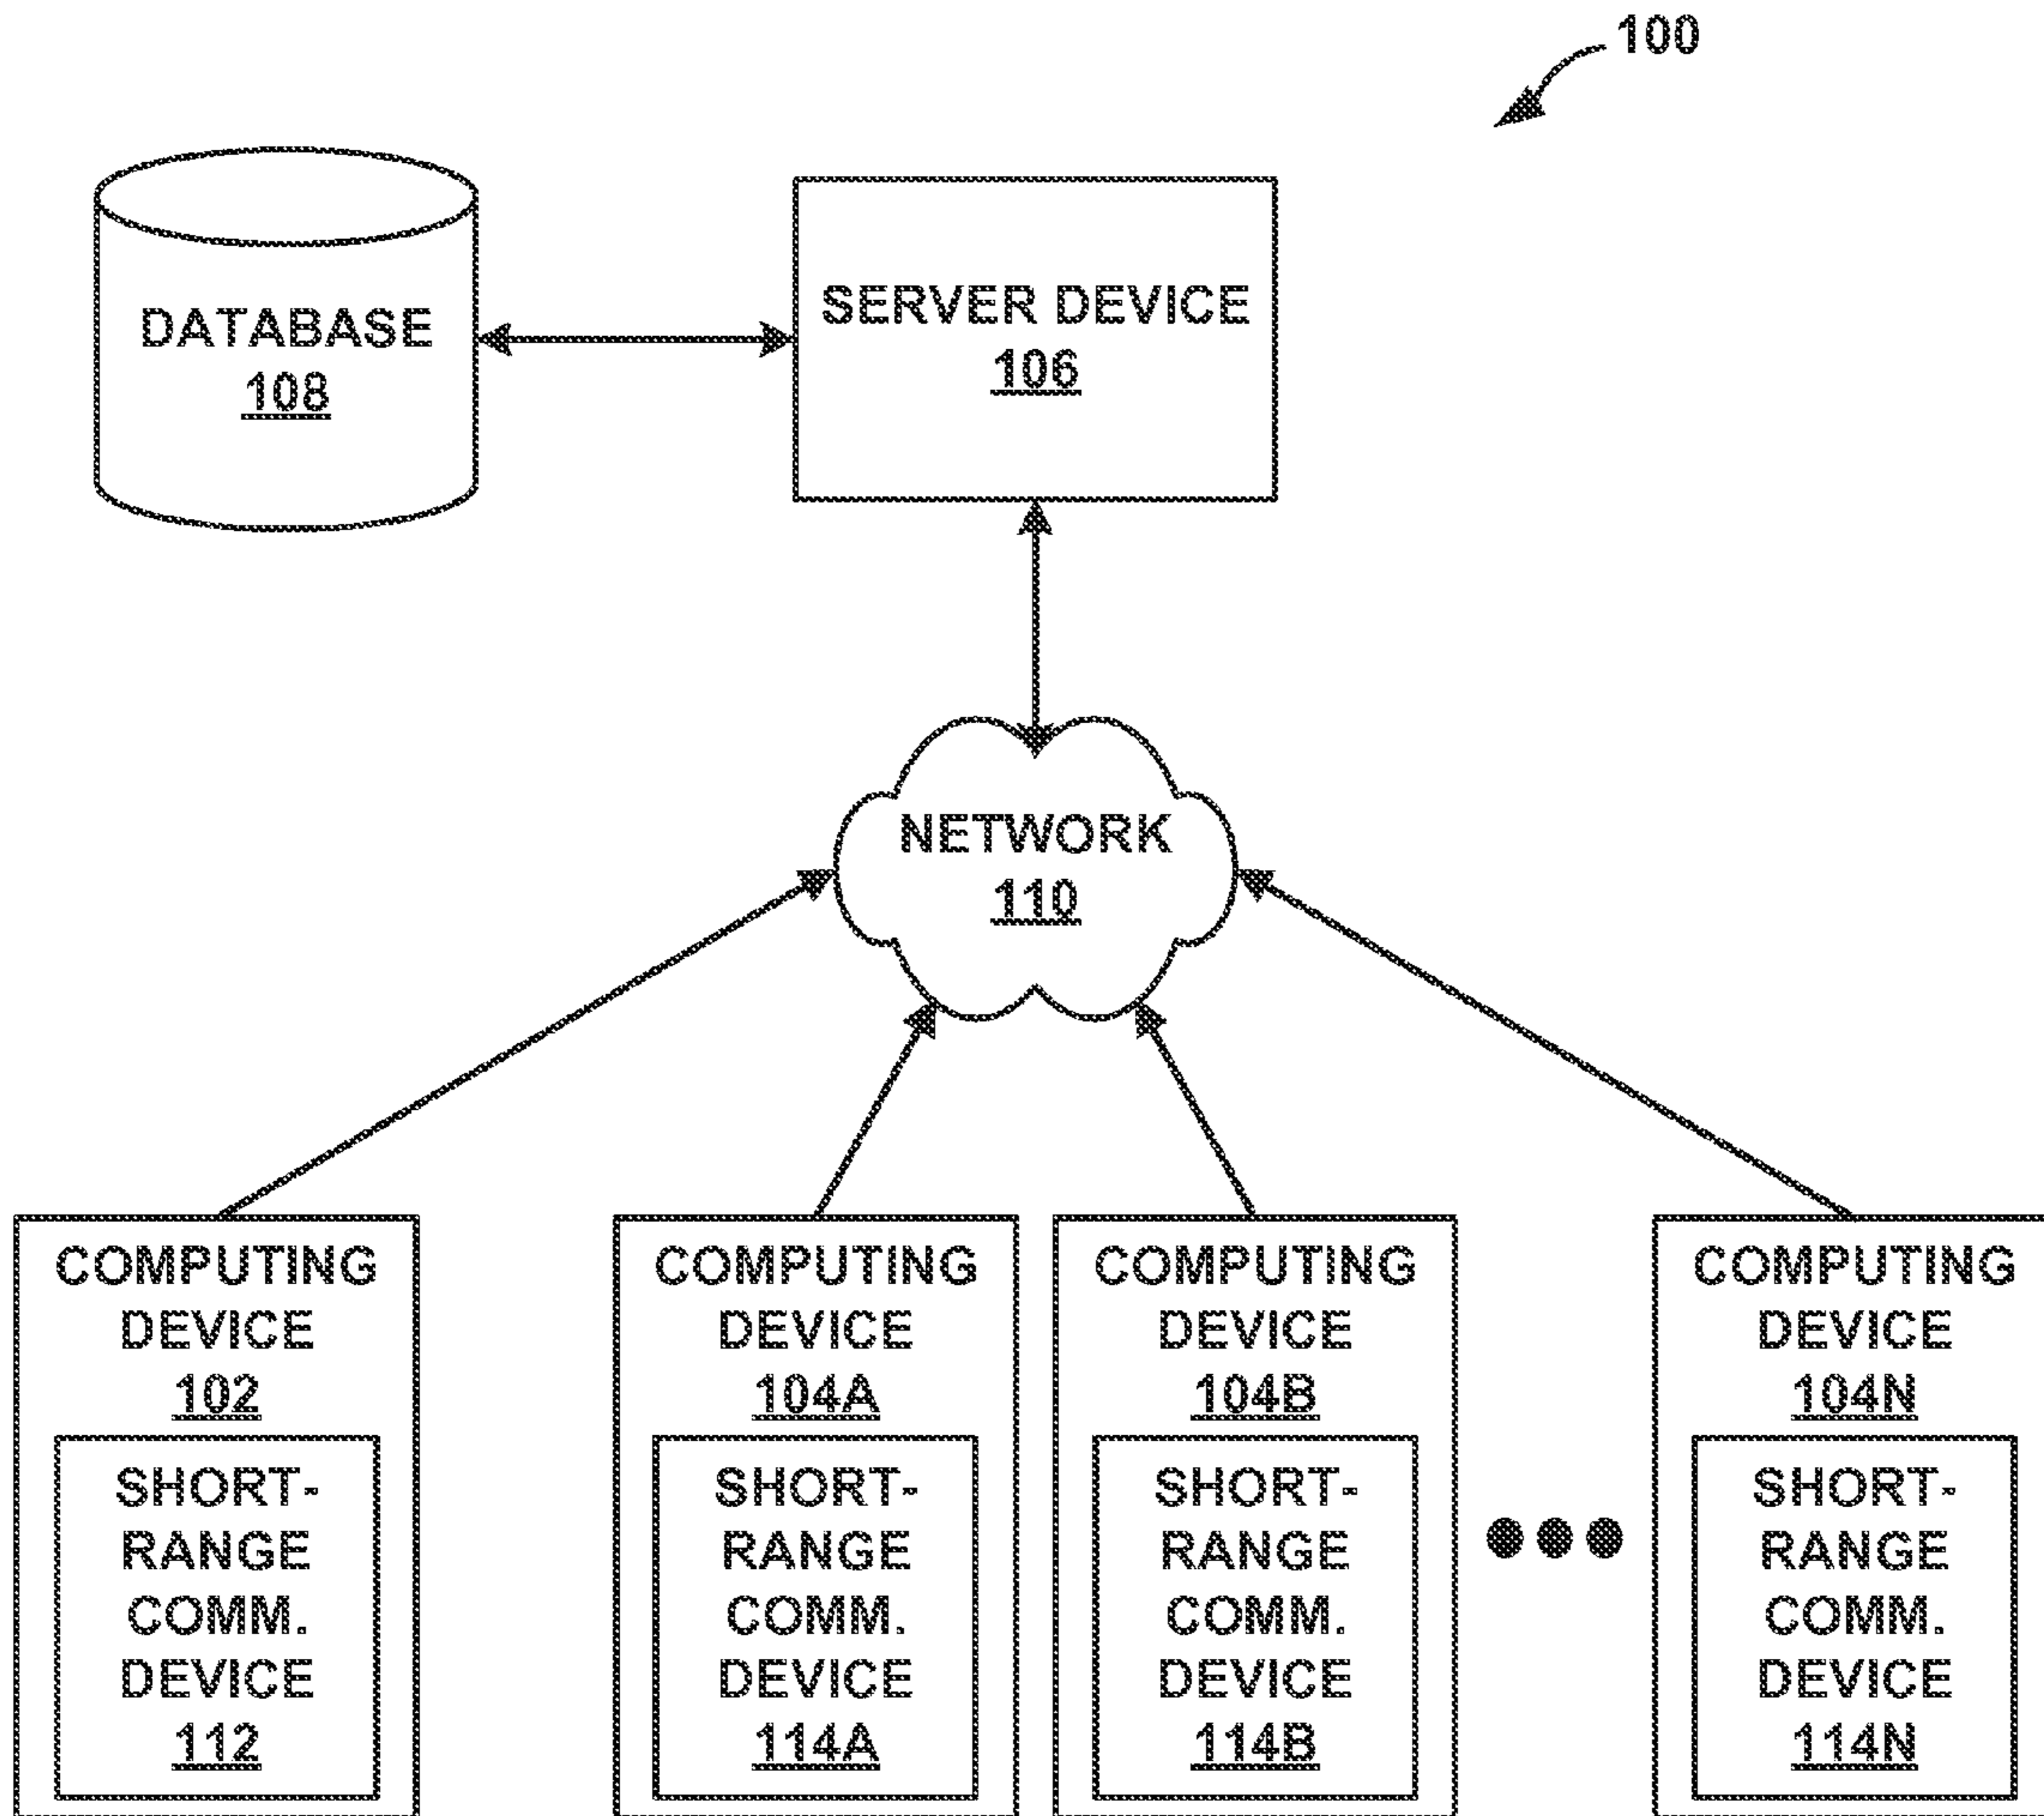 100
DATABASE
108
SERVER DEVICE
106
NETWORK
110
COMPUTING
DEVICE
102
SHORT-
RANGE
COMM.
DEVICE
112
COMPUTING
DEVICE
104A
SHORT-
RANGE
COMM.
DEVICE
114A
COMPUTING
DEVICE
104B
SHORT-
RANGE
COMM.
DEVICE
114B
COMPUTING
DEVICE
104N
SHORT-
RANGE
COMM.
DEVICE
114N